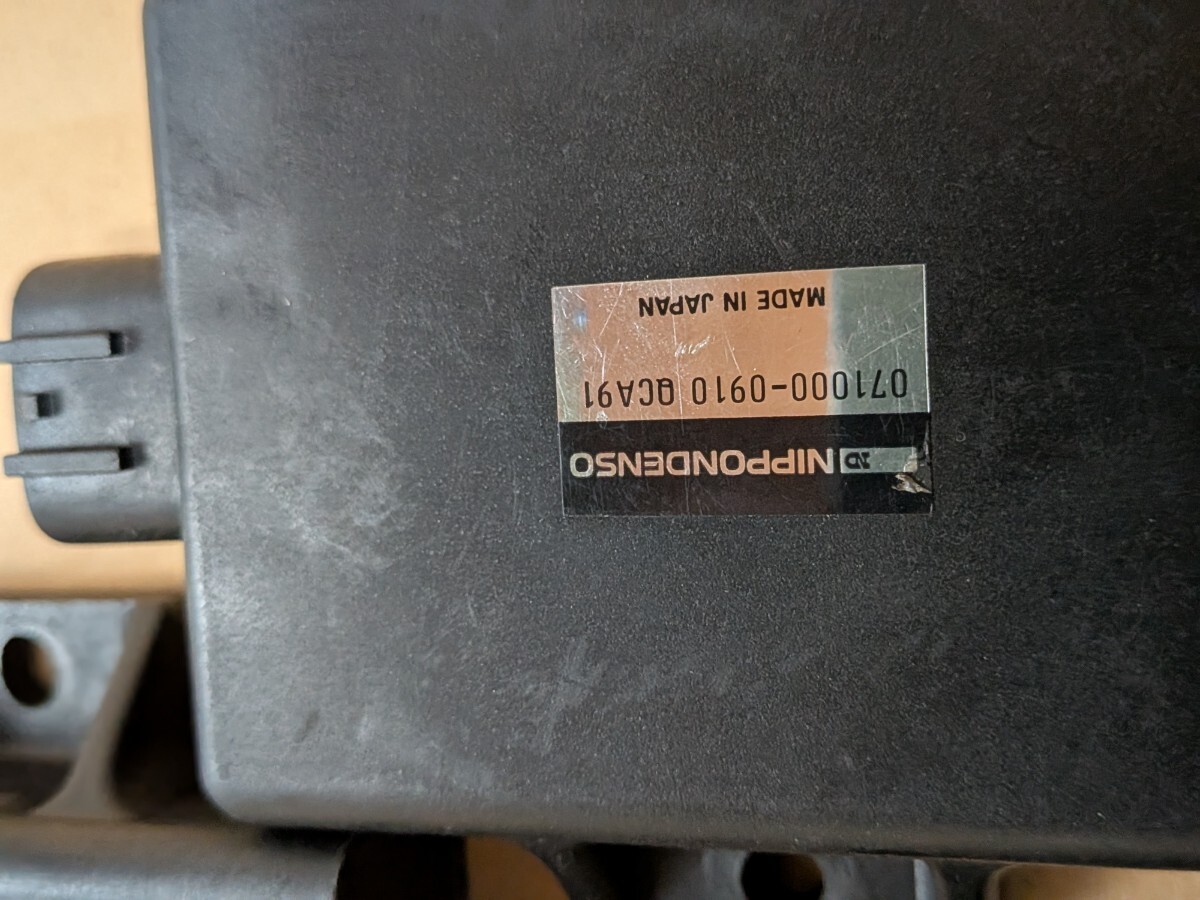 ND NIPPONDENSO
071000-0910 QCA91
MADE IN JAPAN